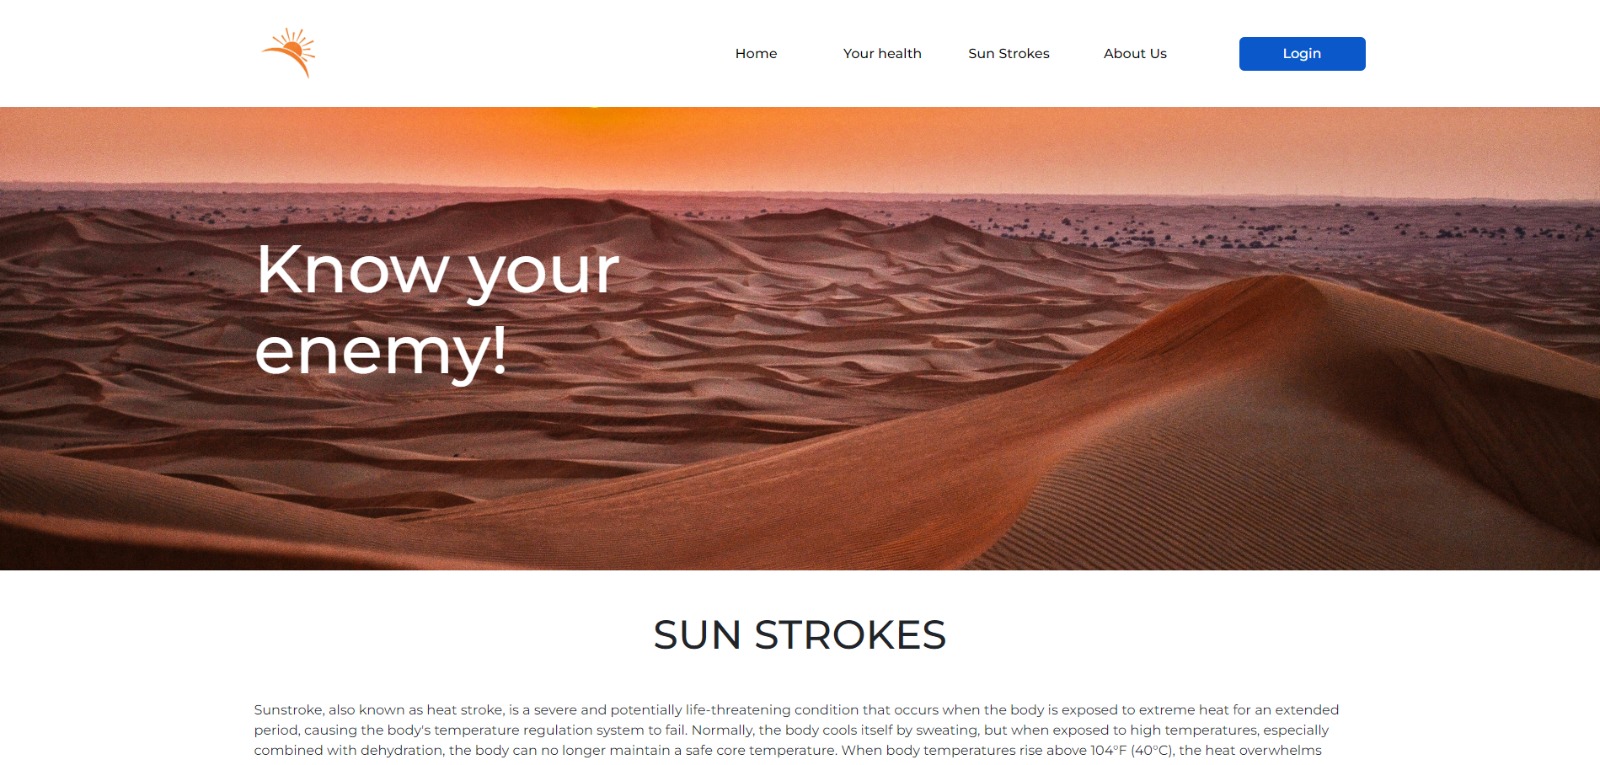 Home Your health Sun Strokes About Us Login
Know your
enemy!
SUN STROKES
Sunstroke, also known as heat stroke, is a severe and potentially life-threatening condition that occurs when the body is exposed to extreme heat for an extended
period, causing the body's temperature regulation system to fail. Normally, the body cools itself by sweating, but when exposed to high temperatures, especially
combined with dehydration, the body can no longer maintain a safe core temperature. When body temperatures rise above 104°F (40°C), the heat overwhelms